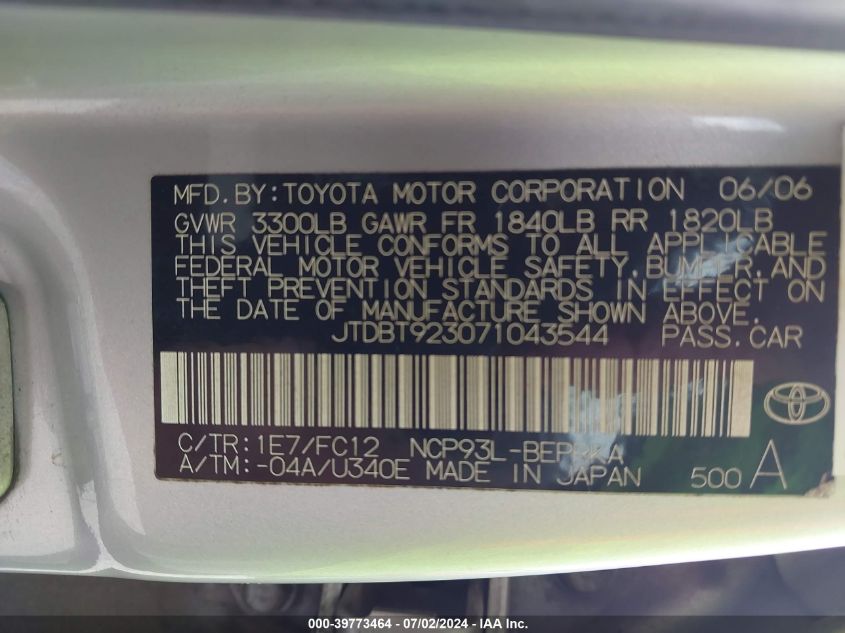 MFD.BY:TOYOTA MOTOR CORPORATION 06/06
GVWR 3300LB GAWR FR 1840LB RR 1820LB
THIS VEHICLE CONFORMS TO ALL APPLICABLE
FEDERAL MOTOR VEHICLE SAFETY,BUMPER,AND
THEFT PREVENTION STANDARDS IN EFFECT ON
THE DATE OF MANUFACTURE SHOWN ABOVE.
JTDBT923071043544 PASS.CAR
C/TR:1E7/FC12 NCP93L-BEPRKA
A/TM:-04A/U340E MADE IN JAPAN 500 A
000-39773464 / 07/02/2024 - IAA Inc.